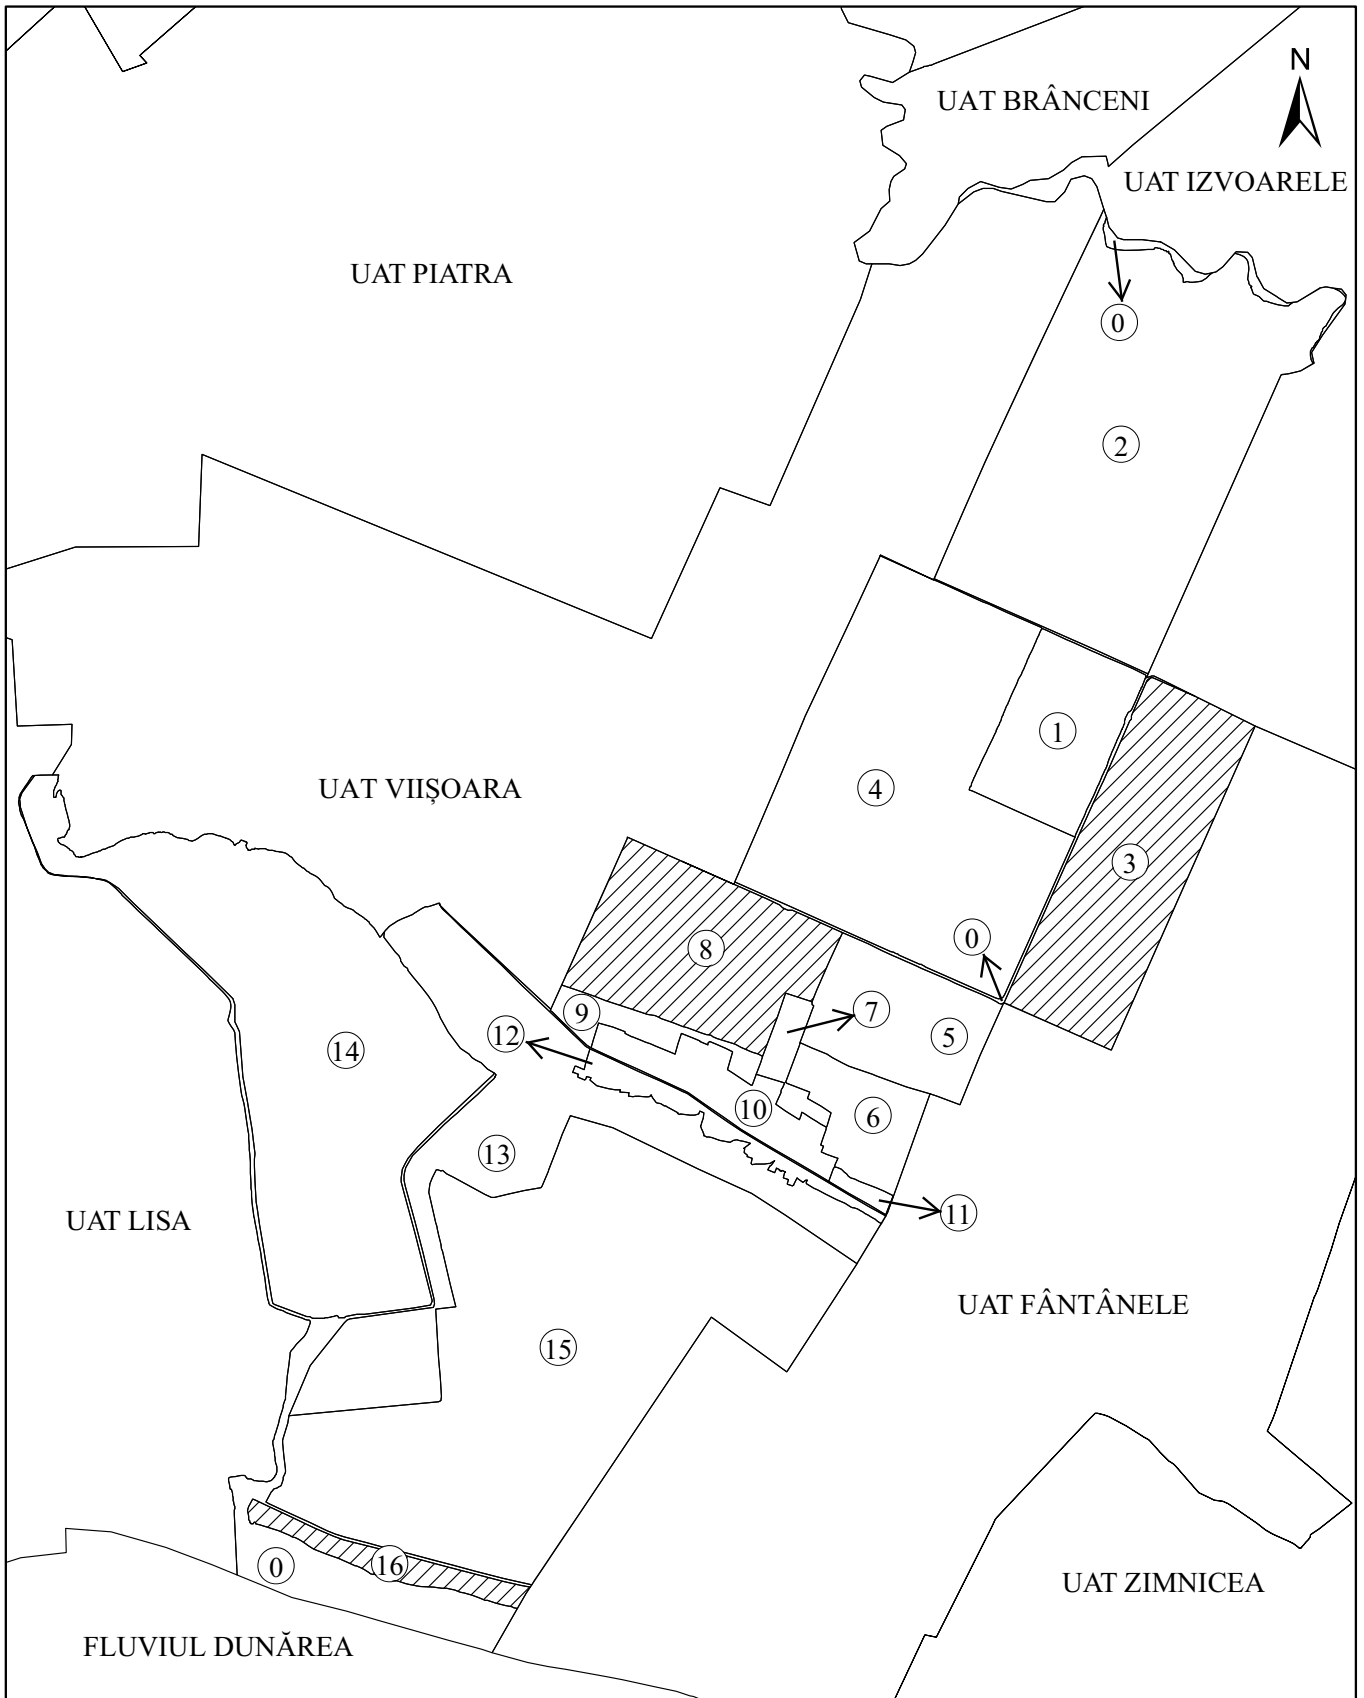 N
UAT BRÂNCENI
UAT IZVOARELE
UAT PIATRA
0
2
1
UAT VIIȘOARA
4
3
0
8
9
7
5
12
14
10
6
13
11
UAT LISA
UAT FÂNTÂNELE
15
16
0
UAT ZIMNICEA
FLUVIUL DUNĂREA